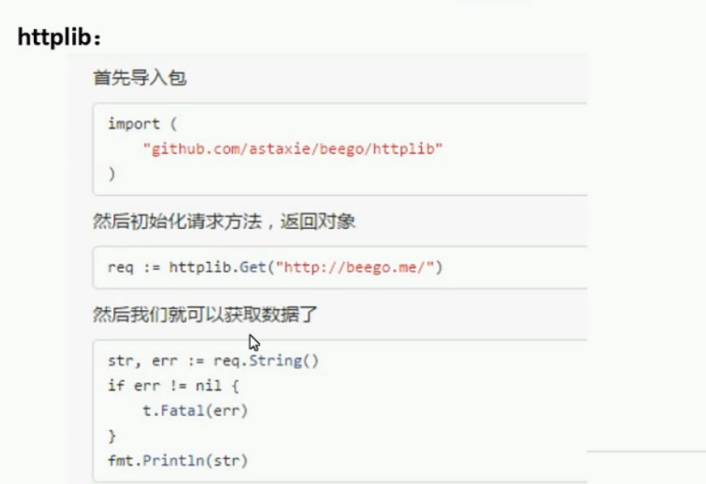 httplib：
首先导入包
import (
    "github.com/astaxie/beego/httplib"
)
然后初始化请求方法，返回对象
req := httplib.Get("http://beego.me/")
然后我们就可以获取数据了
str, err := req.String()
if err != nil {
    t.Fatal(err)
}
fmt.Println(str)